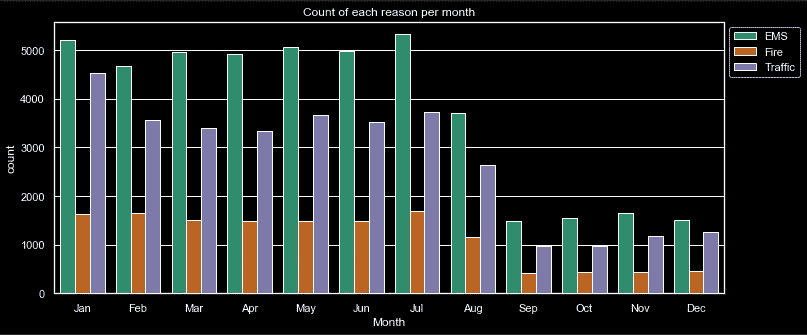 Count of each reason per month
EMS
Fire
Traffic
5000
4000
3000
2000
1000
0
count
Jan Feb Mar Apr May Jun Jul Aug Sep Oct Nov Dec
Month